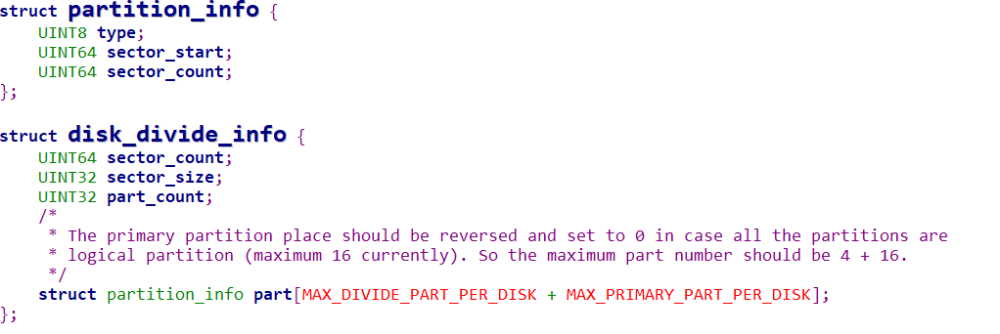 struct partition_info {
    UINT8 type;
    UINT64 sector_start;
    UINT64 sector_count;
};

struct disk_divide_info {
    UINT64 sector_count;
    UINT32 sector_size;
    UINT32 part_count;
    /*
     * The primary partition place should be reversed and set to 0 in case all the partitions are
     * logical partition (maximum 16 currently). So the maximum part number should be 4 + 16.
     */
    struct partition_info part[MAX_DIVIDE_PART_PER_DISK + MAX_PRIMARY_PART_PER_DISK];
};